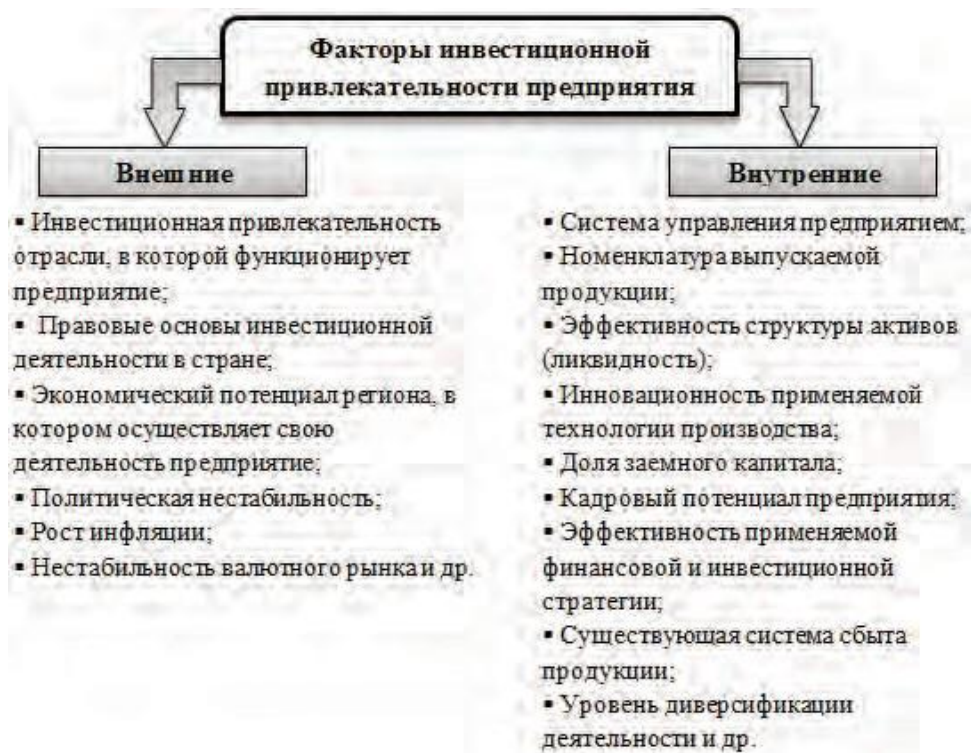 Факторы инвестиционной
привлекательности предприятия
Внешние
▪ Инвестиционная привлекательность
отрасли, в которой функционирует
предприятие;
▪ Правовые основы инвестиционной
деятельности в стране;
▪ Экономический потенциал региона, в
котором осуществляет свою
деятельность предприятие;
▪ Политическая нестабильность;
▪ Рост инфляции;
▪ Нестабильность валютного рынка и др.
Внутренние
▪ Система управления предприятием;
▪ Номенклатура выпускаемой
продукции;
▪ Эффективность структуры активов
(ликвидность);
▪ Инновационность применяемой
технологии производства;
▪ Доля заемного капитала;
▪ Кадровый потенциал предприятия;
▪ Эффективность применяемой
финансовой и инвестиционной
стратегии;
▪ Существующая система сбыта
продукции;
▪ Уровень диверсификации
деятельности и др.